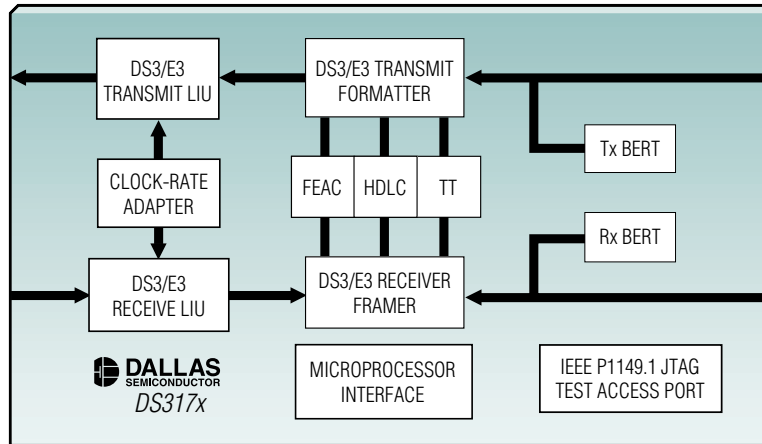 DS3/E3
TRANSMIT LIU
DS3/E3 TRANSMIT
FORMATTER
Tx BERT
CLOCK-RATE
ADAPTER
FEAC
HDLC
TT
Rx BERT
DS3/E3
RECEIVE LIU
DS3/E3 RECEIVER
FRAMER
DALLAS
SEMICONDUCTOR
DS317x
MICROPROCESSOR
INTERFACE
IEEE P1149.1 JTAG
TEST ACCESS PORT